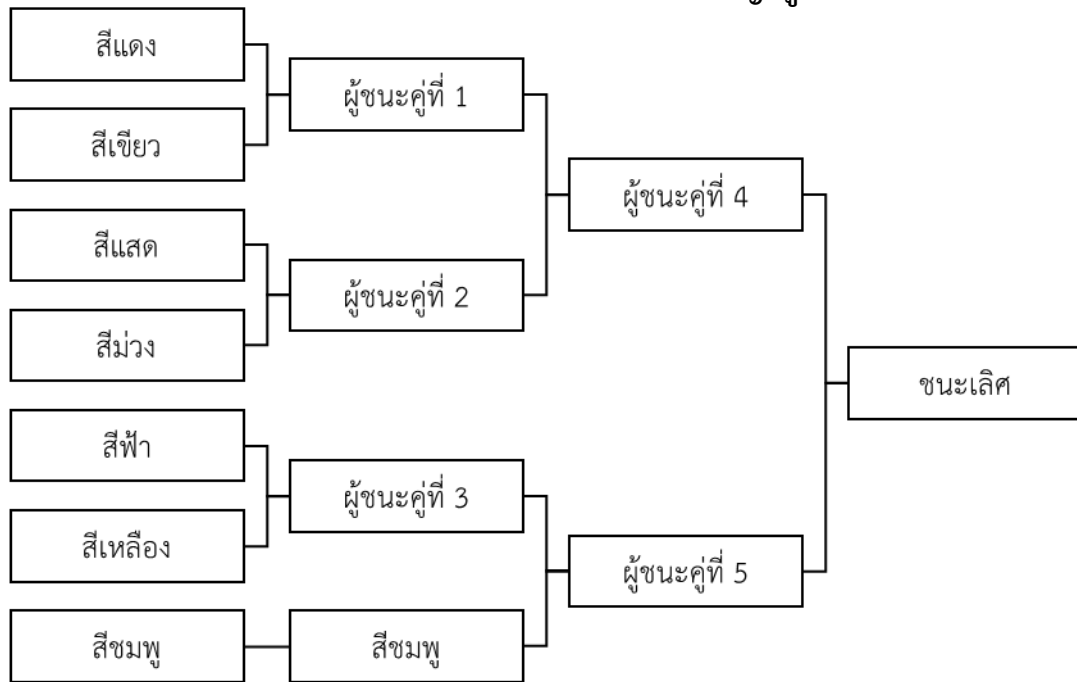 สีแดง
สีเขียว
สีแสด
สีม่วง
สีฟ้า
สีเหลือง
สีชมพู
ผู้ชนะคู่ที่ 1
ผู้ชนะคู่ที่ 2
ผู้ชนะคู่ที่ 3
สีชมพู
ผู้ชนะคู่ที่ 4
ผู้ชนะคู่ที่ 5
ชนะเลิศ